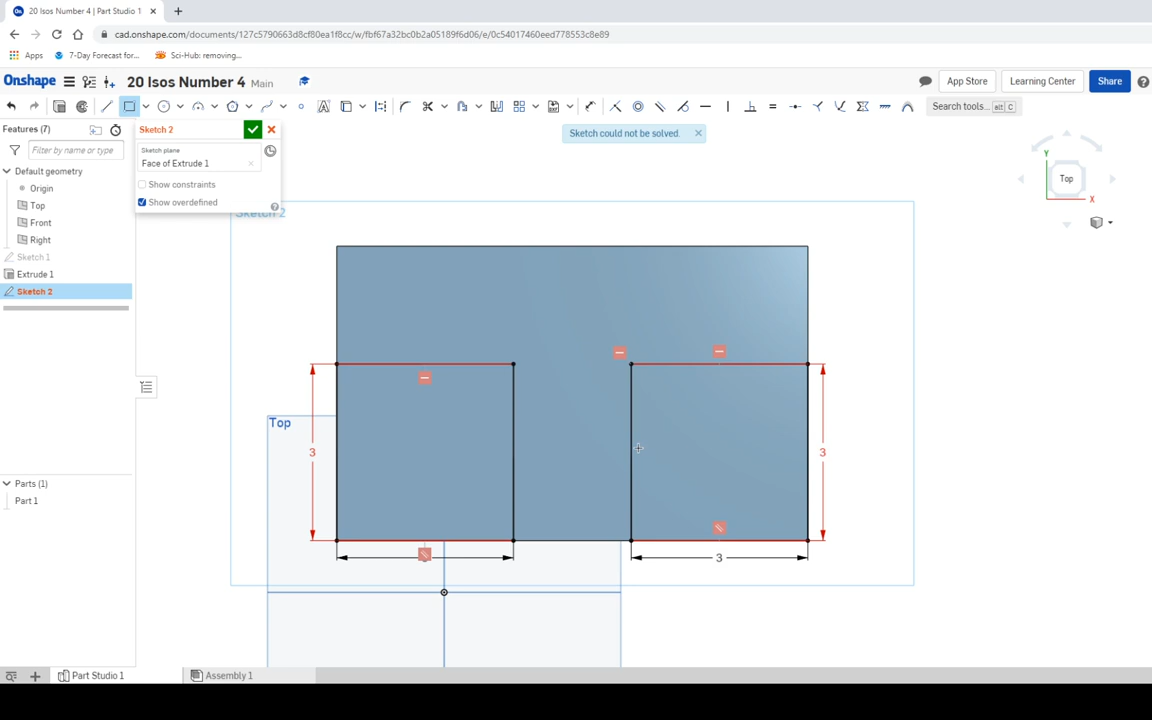 20 Isos Number 4 | Part Studio 1
cad.onshape.com/documents/127c5790663d8cf80ea1f8cc/w/fbf67a32bc0b2a05189f6d06/e/0c54017460eed778553c8e89
Apps 7-Day Forecast for... Sci-Hub: removing...
Onshape 20 Isos Number 4 Main App Store Learning Center Share
Search tools... alt C
Features (7)
Filter by name or type
Default geometry
Origin
Top
Front
Right
Sketch 1
Extrude 1
Sketch 2
Parts (1)
Part 1
Sketch 2
Sketch plane
Face of Extrude 1
Show constraints
Show overdefined
Sketch could not be solved.
Y
Top
X
Sketch 2
Top
3
3
3
Part Studio 1 Assembly 1